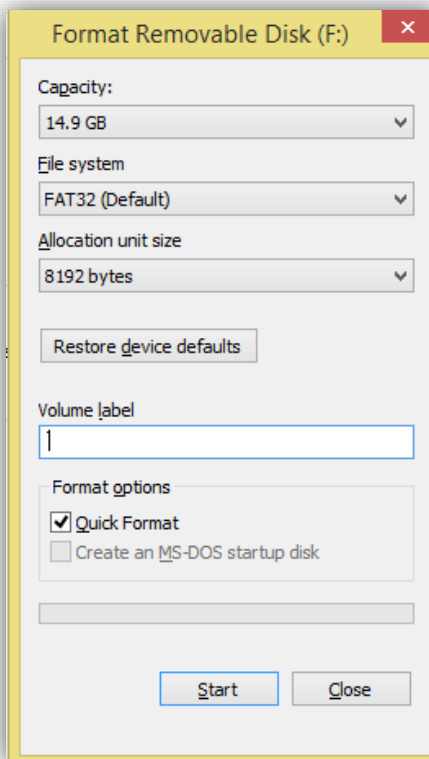 Format Removable Disk (F:)
Capacity:
14.9 GB
File system
FAT32 (Default)
Allocation unit size
8192 bytes
Restore device defaults
Volume label
Format options
Quick Format
Create an MS-DOS startup disk
Start
Close